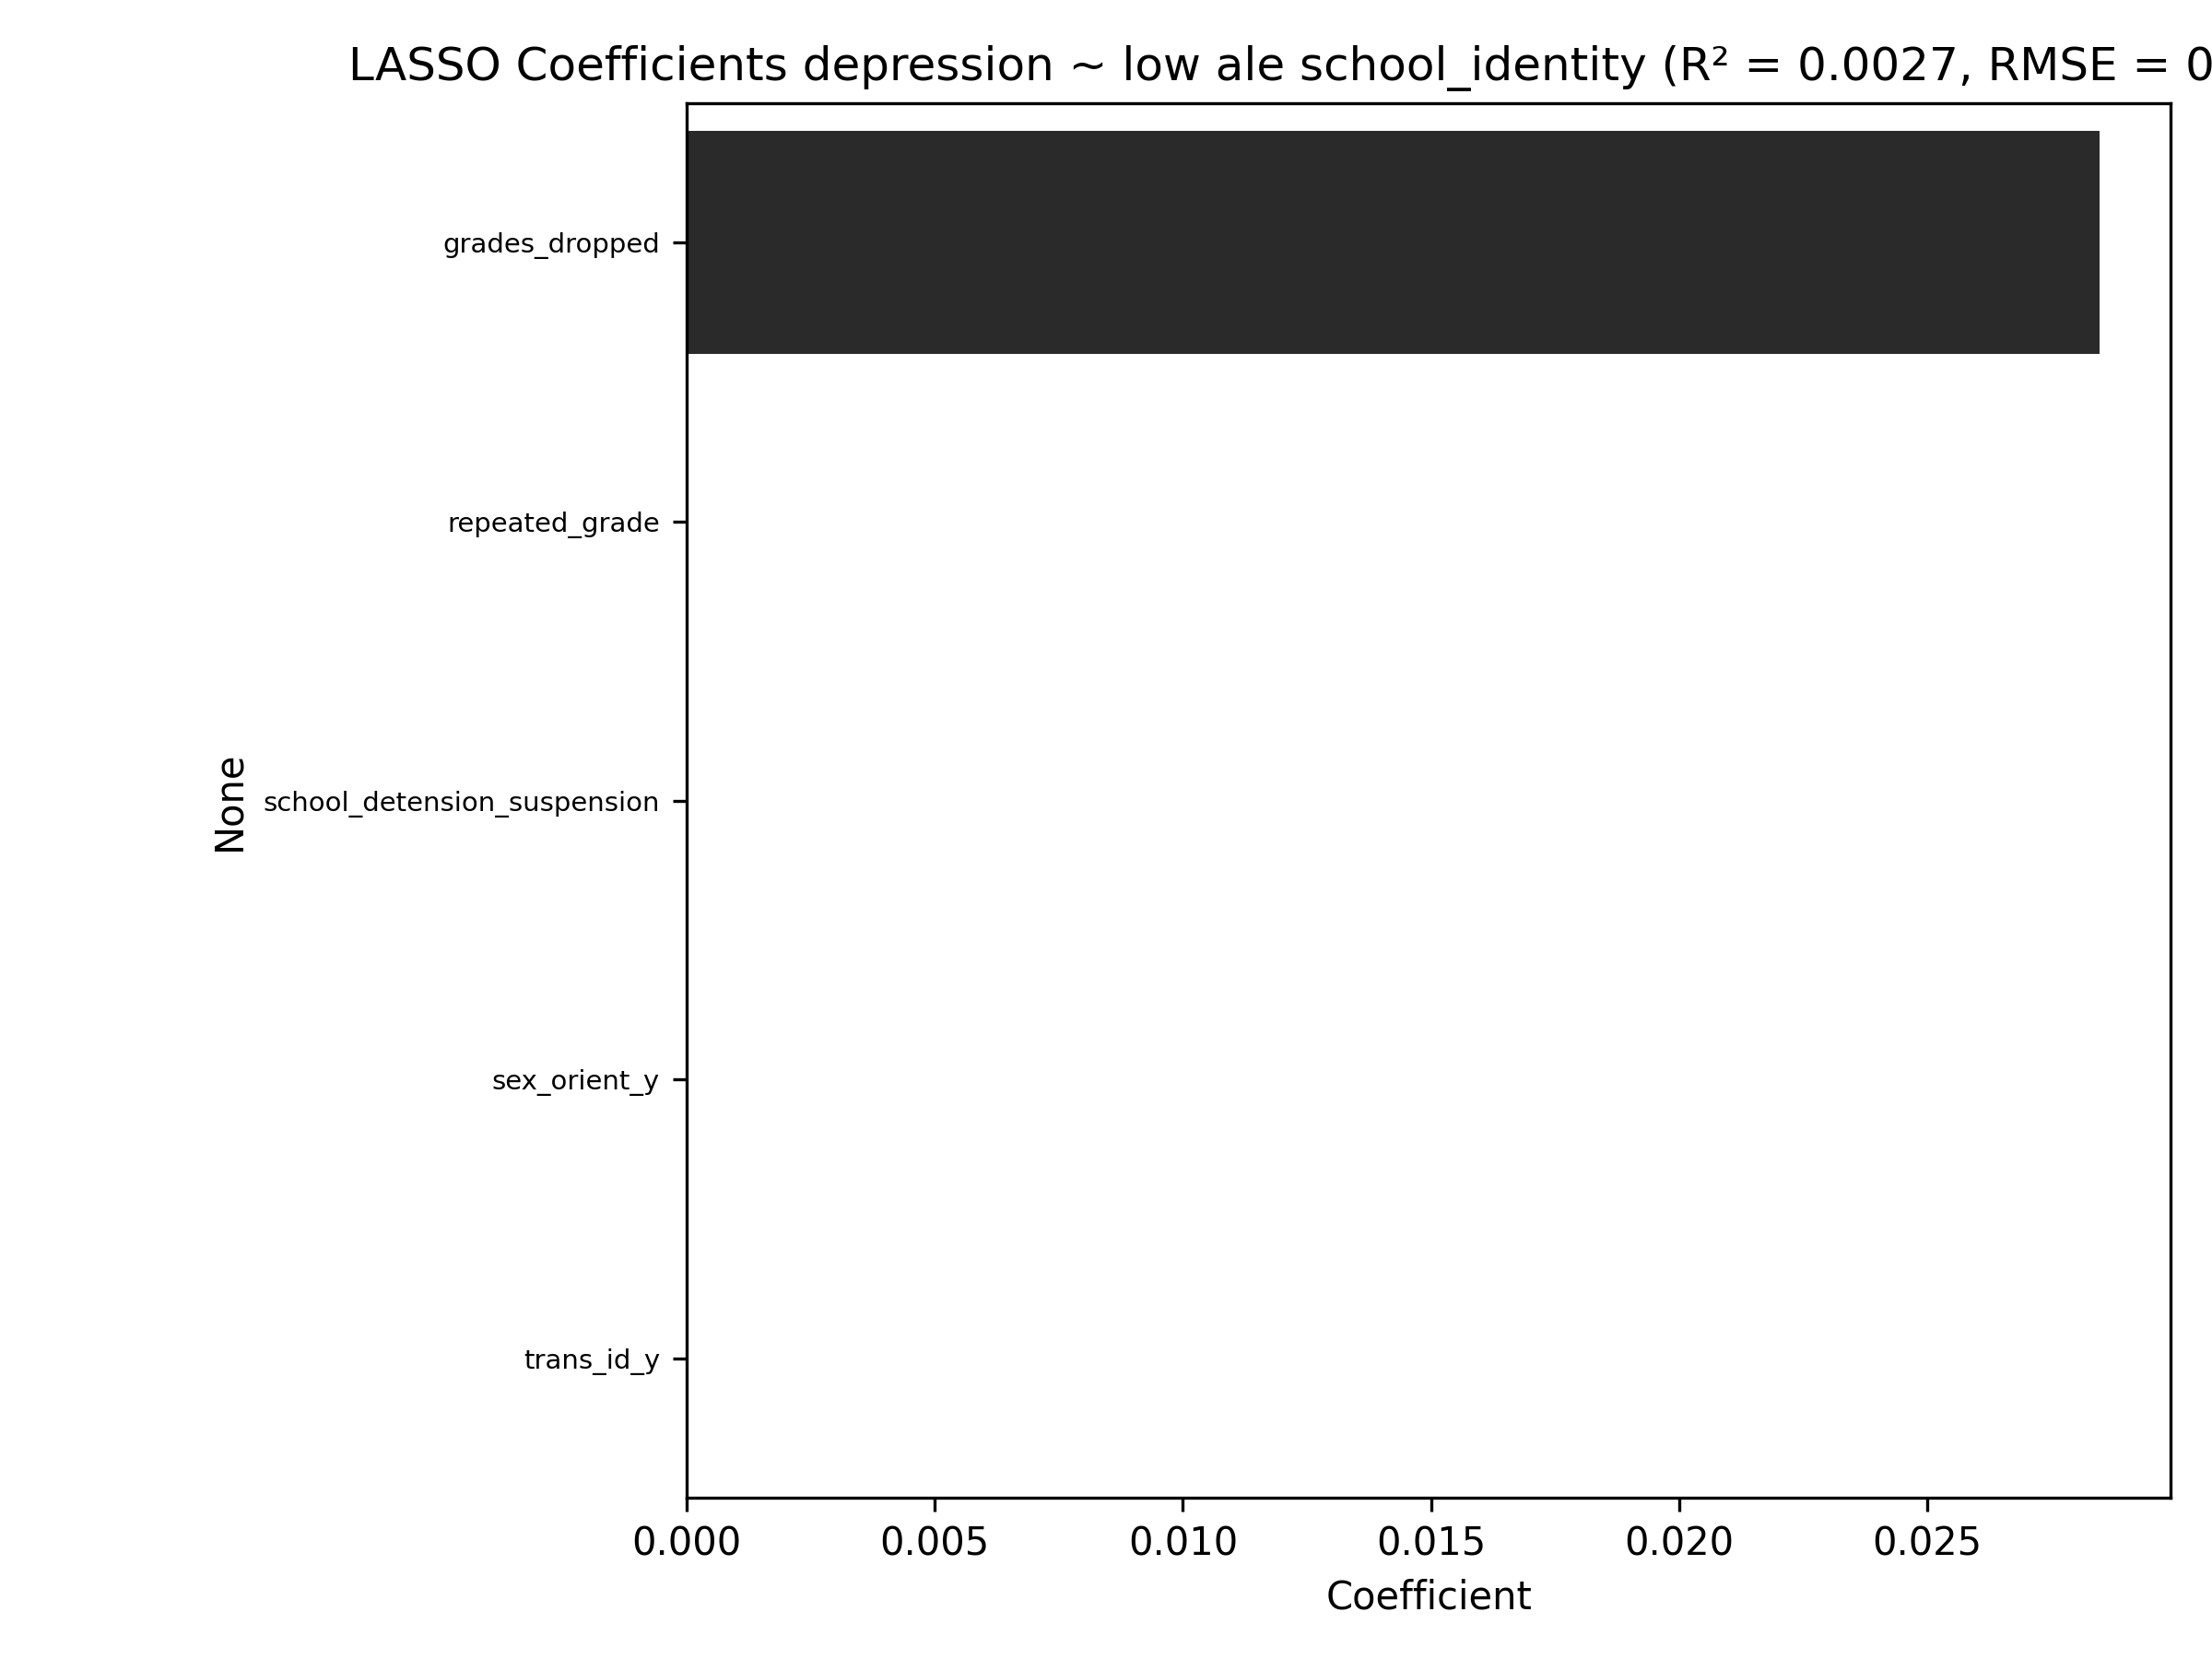 LASSO Coefficients depression ~ low ale school_identity (R² = 0.0027, RMSE = 0
grades_dropped
repeated_grade
school_detension_suspension
sex_orient_y
trans_id_y
None
0.000 0.005 0.010 0.015 0.020 0.025
Coefficient